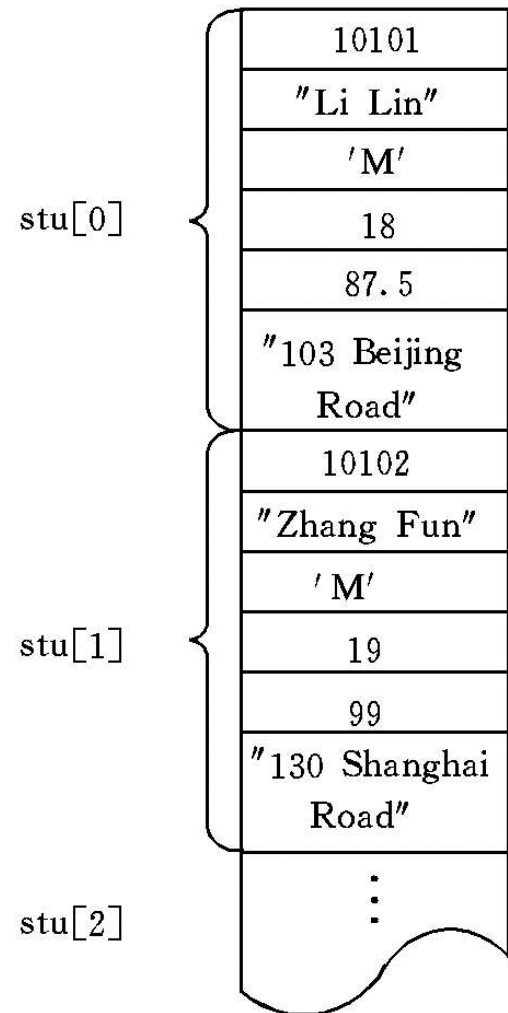 10101
"Li Lin"
'M'
stu[0]
18
87.5
"103 Beijing
Road"
10102
"Zhang Fun"
'M'
stu[1]
19
99
"130 Shanghai
Road"
⋮
stu[2]